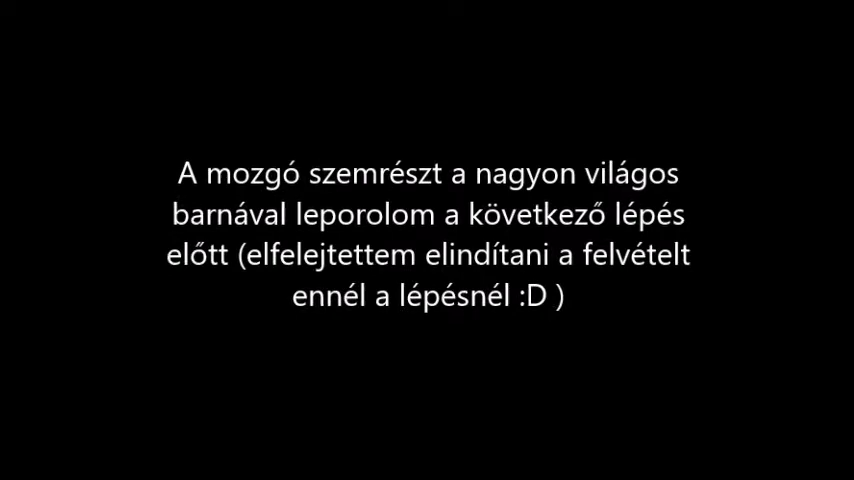 A mozgó szemrészt a nagyon világos
barnával leporolom a következő lépés
előtt (elfelejtettem elindítani a felvételt
ennél a lépésnél :D )